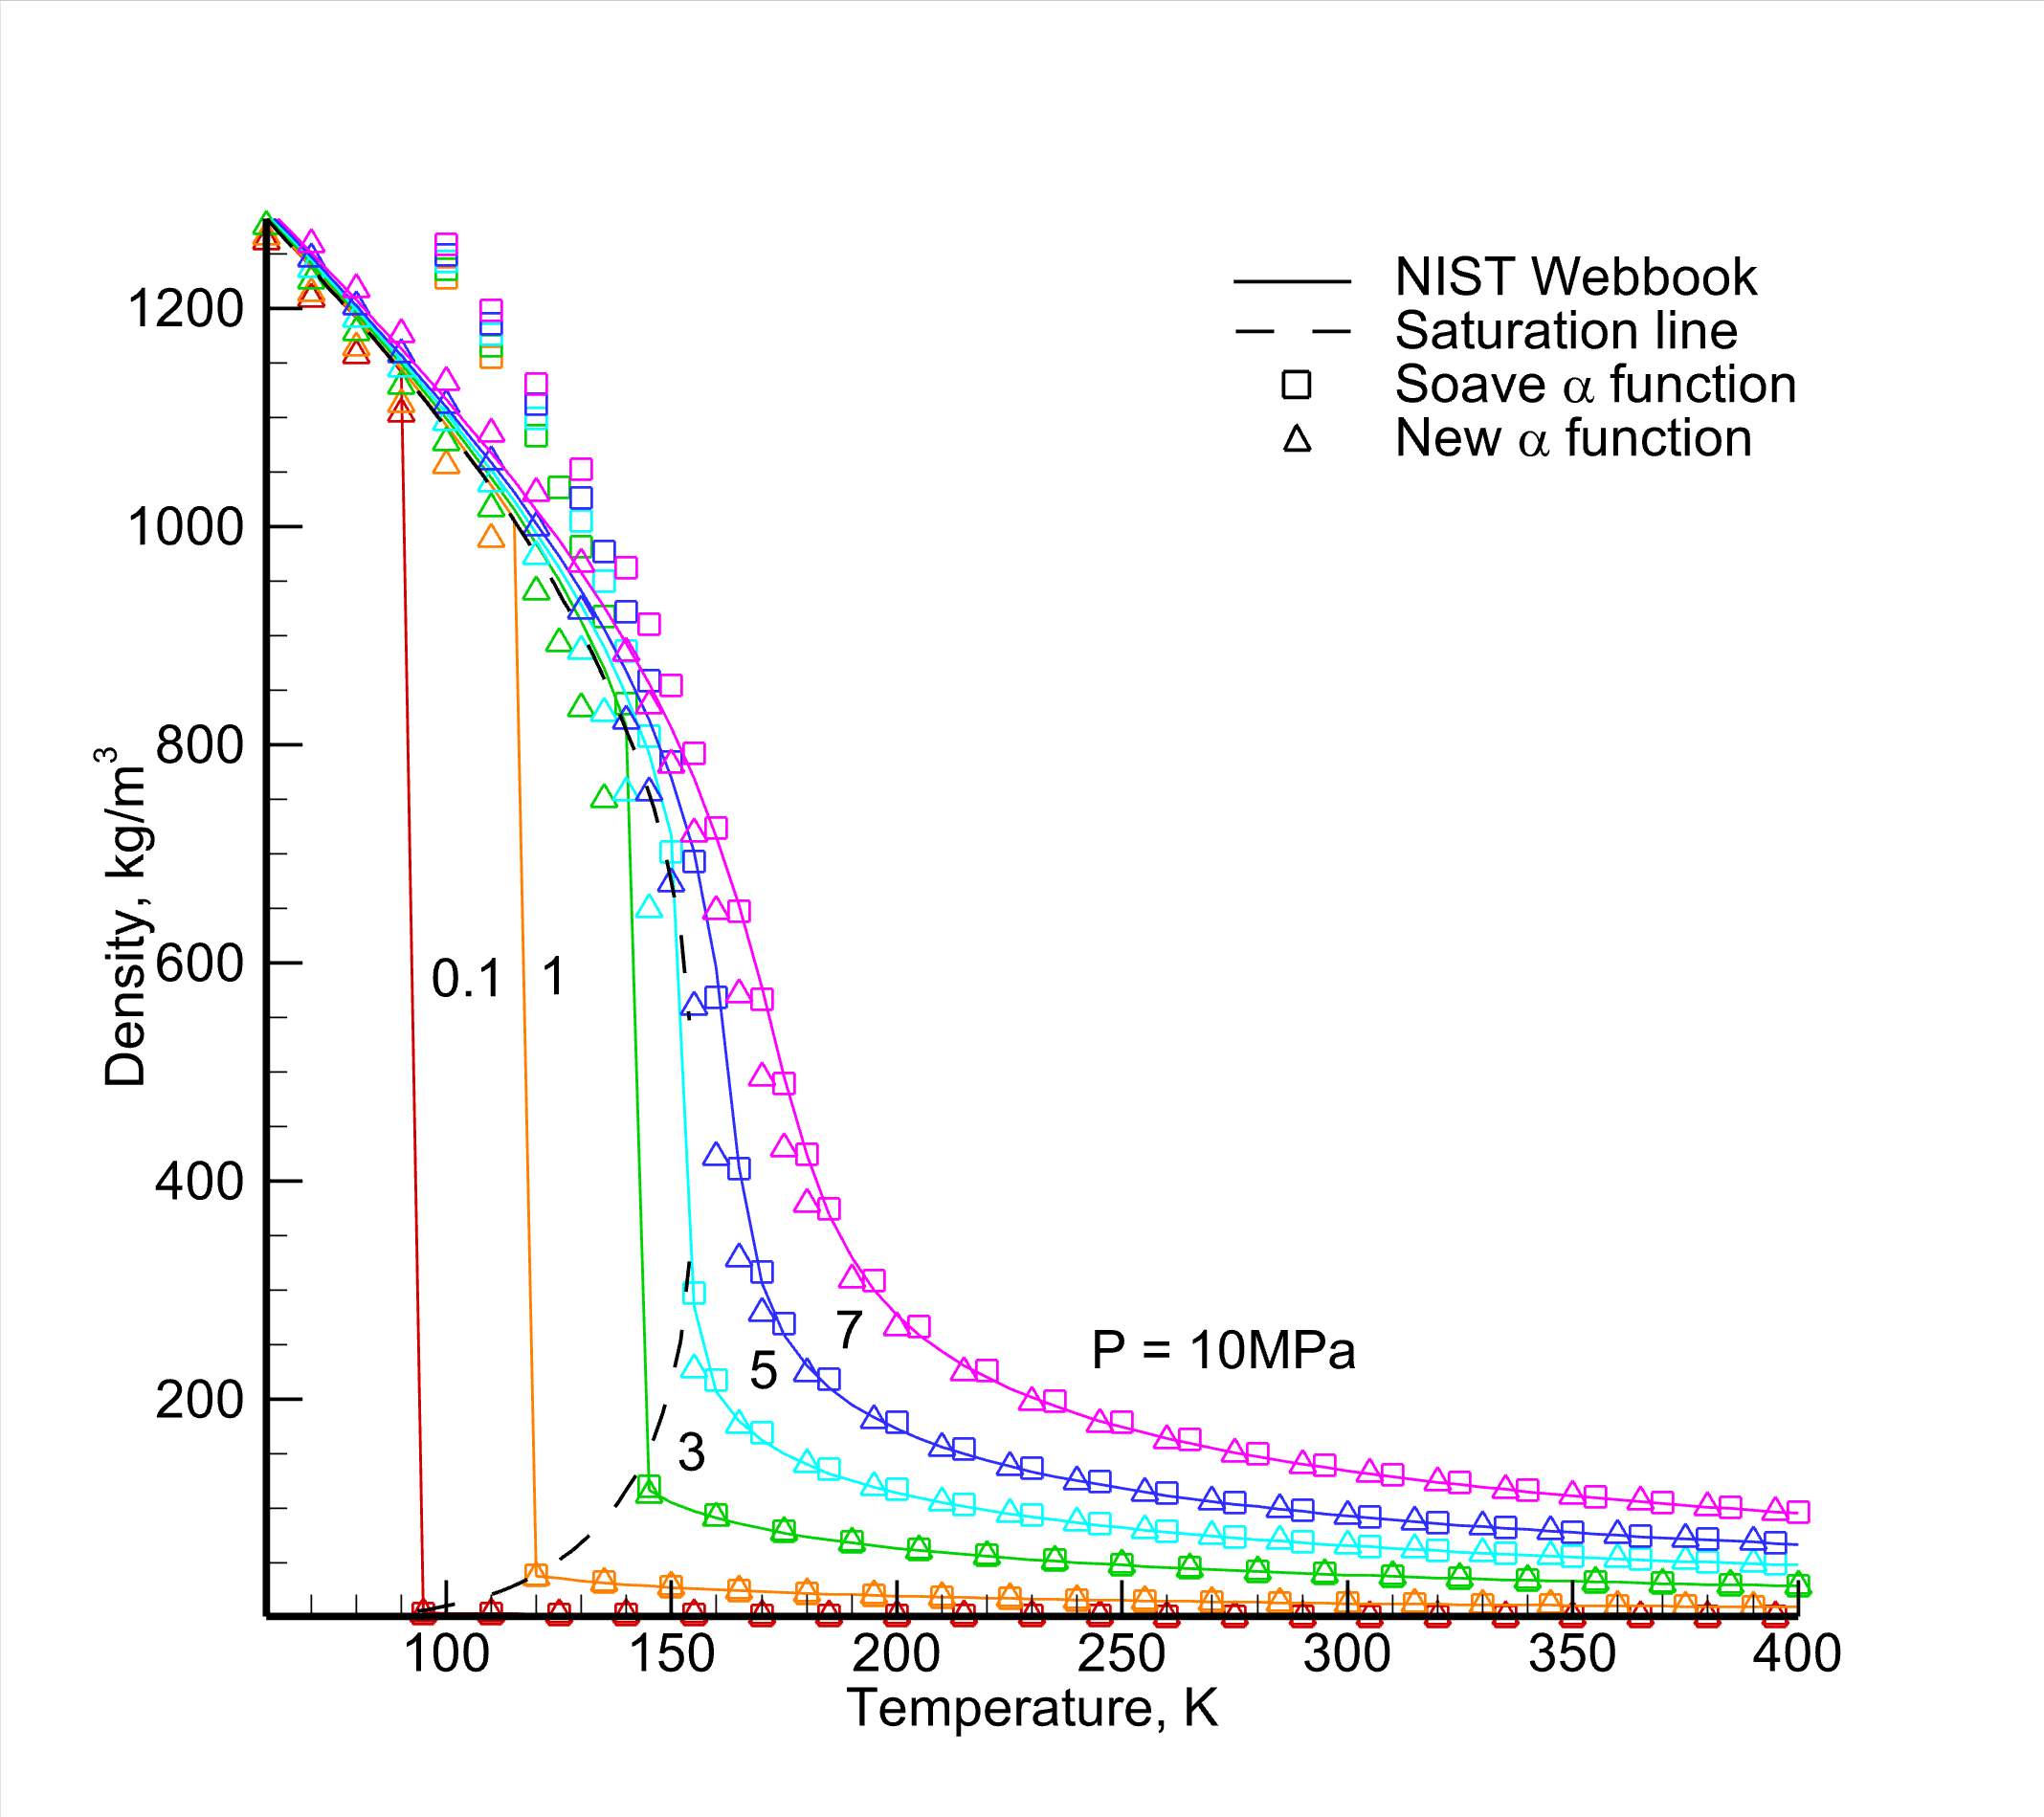 NIST Webbook
Saturation line
Soave α function
New α function
1200
1000
800
600
400
200
Density, kg/m³
0.1
1
3
5
7
P = 10MPa
100
150
200
250
300
350
400
Temperature, K